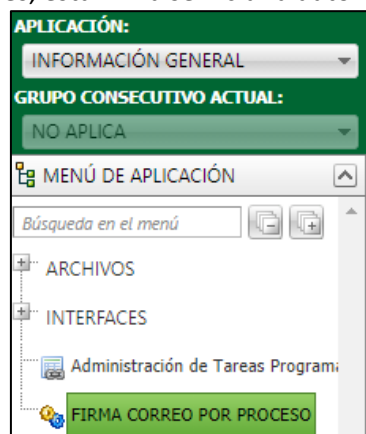 APLICACIÓN:
INFORMACIÓN GENERAL
GRUPO CONSECUTIVO ACTUAL:
NO APLICA
MENÚ DE APLICACIÓN
Búsqueda en el menú
ARCHIVOS
INTERFACES
Administración de Tareas Program
FIRMA CORREO POR PROCESO